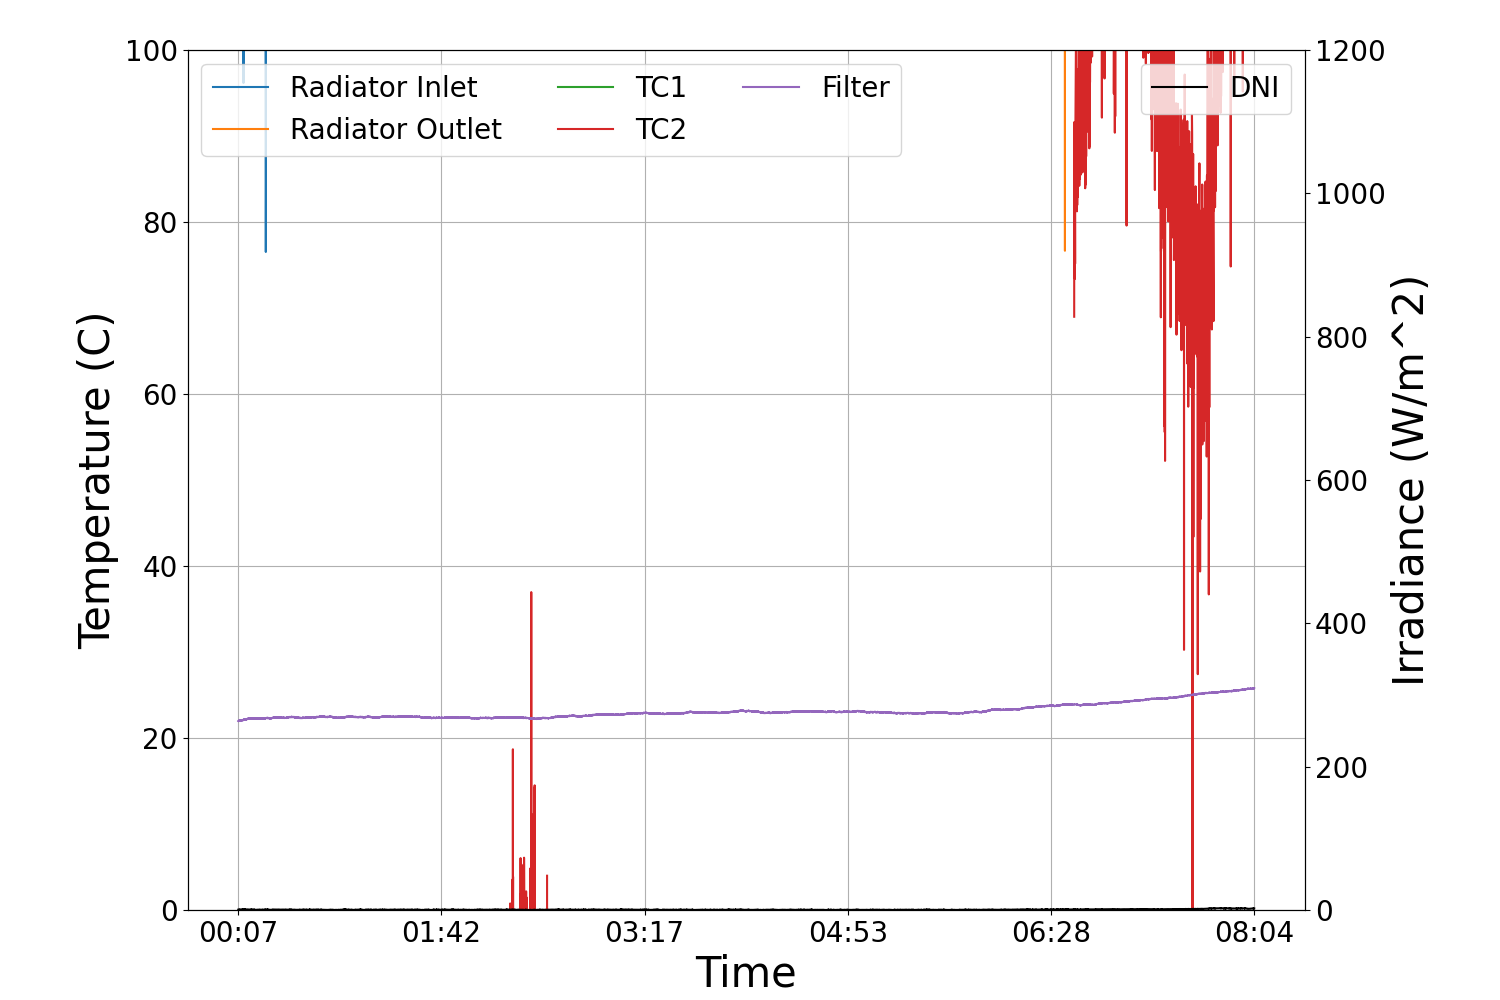 100
80
60
40
20
0
Temperature (C)
Radiator Inlet
Radiator Outlet
TC1
TC2
Filter
DNI
1200
1000
800
600
400
200
0
Irradiance (W/m^2)
00:07 01:42 03:17 04:53 06:28 08:04
Time